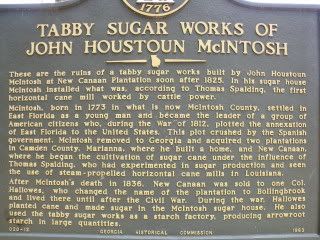 1776
TABBY SUGAR WORKS OF
JOHN HOUSTOUN McINTOSH
These are the ruins of a tabby sugar works built by John Houstoun
McIntosh at New Canaan Plantation soon after 1825. In his sugar house
McIntosh installed what was, according to Thomas Spalding, the first
horizontal cane mill worked by cattle power.
McIntosh, born in 1773 in what is now McIntosh County, settled in
East Florida as a young man and became the leader of a group of
American citizens who, during the War of 1812, plotted the annexation
of East Florida to the United States. This plot crushed by the Spanish
government, McIntosh removed to Georgia and acquired two plantations
in Camden County, Marianna, where he built a home, and New Canaan,
where he began the cultivation of sugar cane under the influence of
Thomas Spalding, who had experimented in sugar production and seen
the use of steam-propelled horizontal cane mills in Louisiana.
After McIntosh's death in 1836, New Canaan was sold to one Col.
Hallowes, who changed the name of the plantation to Bollingbrook
and lived there until after the Civil War. During the war, Hallowes
planted cane and made sugar in the McIntosh sugar house. He also
used the tabby sugar works as a starch factory, producing arrowroot
starch in large quantities.
020-12 GEORGIA HISTORICAL COMMISSION 1963